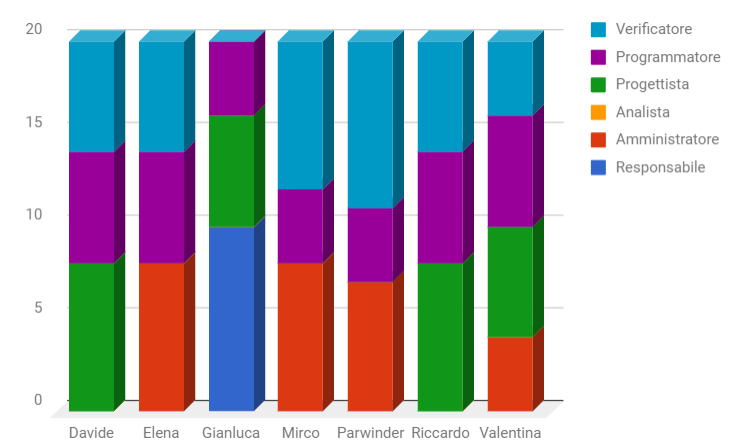 20
15
10
5
0
Davide Elena Gianluca Mirco Parwinder Riccardo Valentina
Verificatore
Programmatore
Progettista
Analista
Amministratore
Responsabile